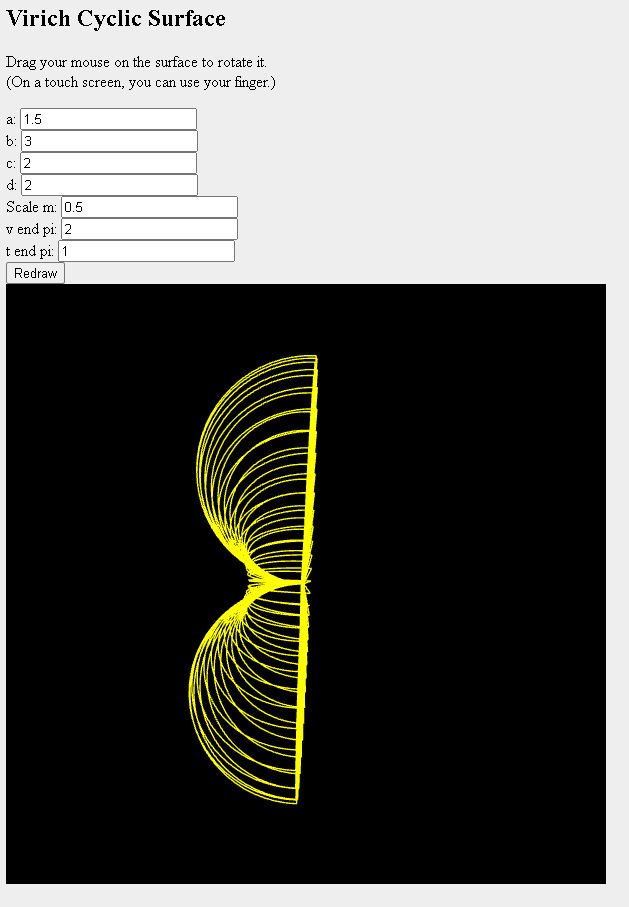 Virich Cyclic Surface
Drag your mouse on the surface to rotate it.
(On a touch screen, you can use your finger.)
a: 1.5
b: 3
c: 2
d: 2
Scale m: 0.5
v end pi: 2
t end pi: 1
Redraw